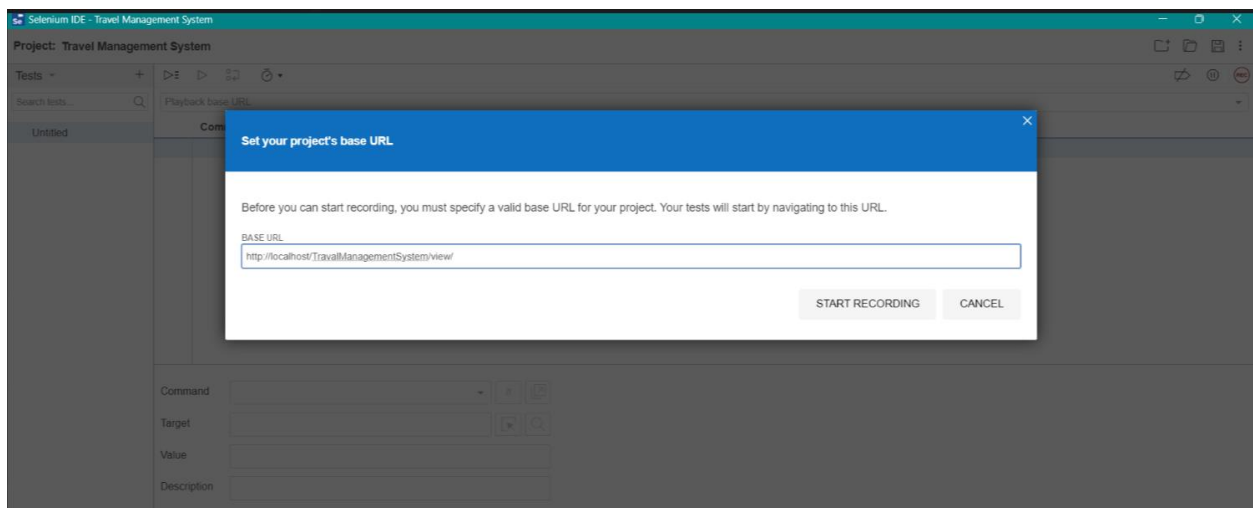 Selenium IDE - Travel Management System
Project: Travel Management System
Tests
Search tests...
Playback base URL
Untitled
Com
Set your project's base URL
Before you can start recording, you must specify a valid base URL for your project. Your tests will start by navigating to this URL.
BASE URL
http://localhost/TravalManagementSystem/view/
START RECORDING CANCEL
Command
Target
Value
Description